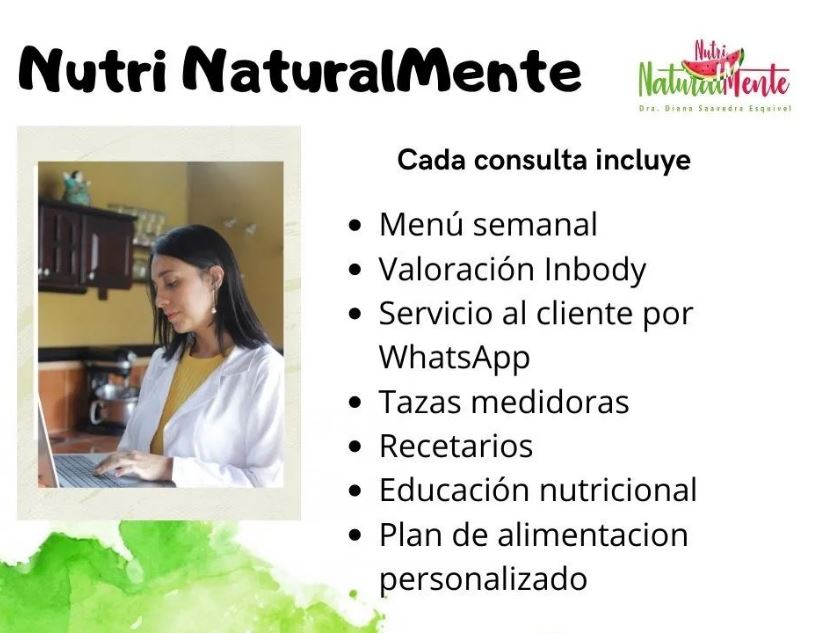 Nutri NaturalMente
Nutri
NaturalMente
Dra. Diana Saavedra Esquivel
Cada consulta incluye
• Menú semanal
• Valoración Inbody
• Servicio al cliente por
WhatsApp
• Tazas medidoras
• Recetarios
• Educación nutricional
• Plan de alimentacion
personalizado